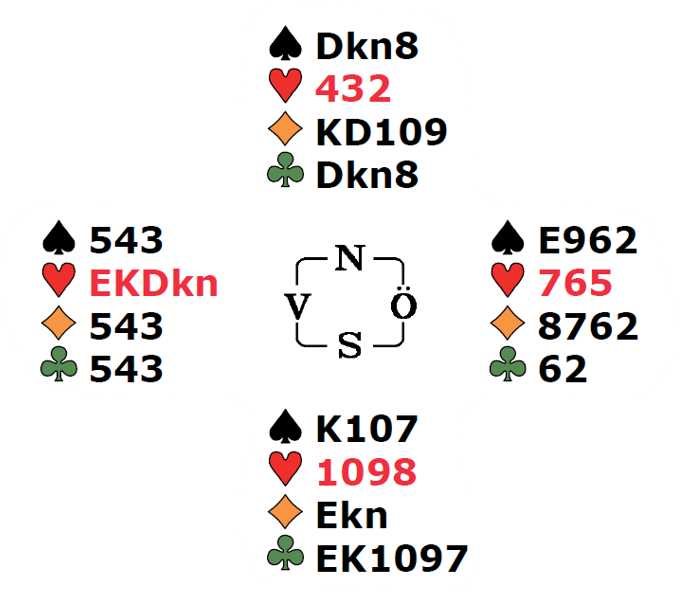 ♠ Dkn8
♥ 432
♦ KD109
♣ Dkn8
♠ 543
♥ EKDkn
♦ 543
♣ 543
N
V Ö
S
♠ E962
♥ 765
♦ 8762
♣ 62
♠ K107
♥ 1098
♦ Ekn
♣ EK1097